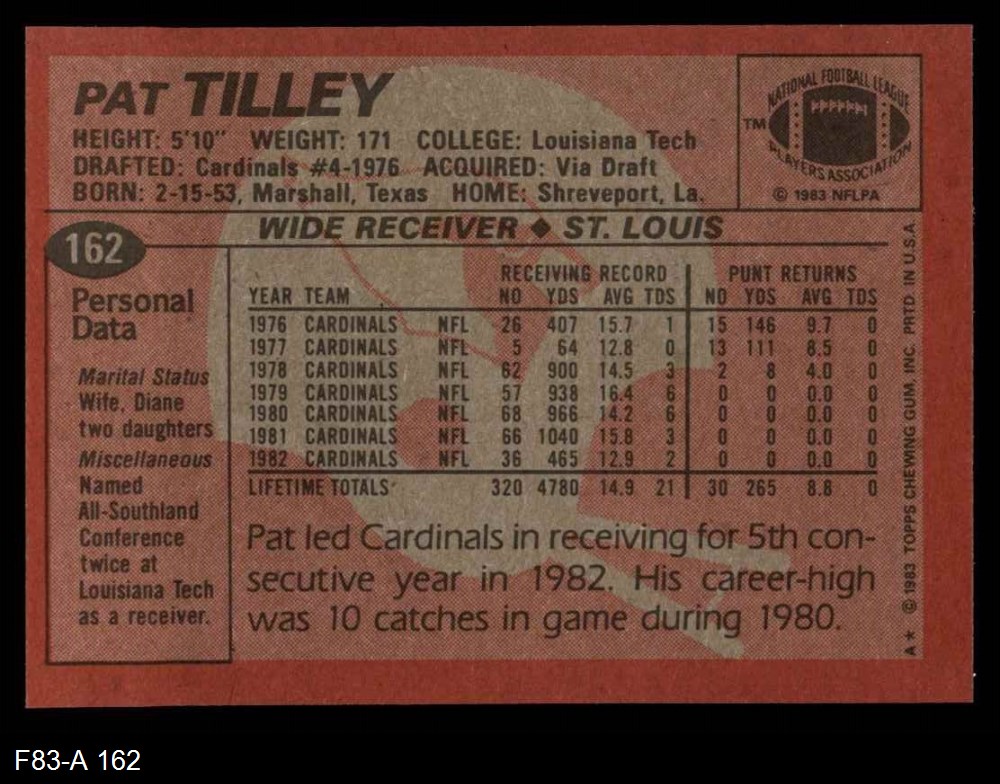 PAT TILLEY
HEIGHT: 5'10" WEIGHT: 171 COLLEGE: Louisiana Tech
DRAFTED: Cardinals #4-1976 ACQUIRED: Via Draft
BORN: 2-15-53, Marshall, Texas HOME: Shreveport, La.
NATIONAL FOOTBALL LEAGUE
TM
PLAYERS ASSOCIATION
© 1983 NFLPA
162
WIDE RECEIVER ◆ ST. LOUIS
Personal
Data
Marital Status
Wife, Diane
two daughters
Miscellaneous
Named
All-Southland
Conference
twice at
Louisiana Tech
as a receiver.
RECEIVING RECORD PUNT RETURNS
YEAR TEAM NO YDS AVG TDS NO YDS AVG TDS
1976 CARDINALS NFL 26 407 15.7 1 15 146 9.7 0
1977 CARDINALS NFL 5 64 12.8 0 13 111 8.5 0
1978 CARDINALS NFL 62 900 14.5 3 2 8 4.0 0
1979 CARDINALS NFL 57 938 16.4 6 0 0 0.0 0
1980 CARDINALS NFL 68 966 14.2 6 0 0 0.0 0
1981 CARDINALS NFL 66 1040 15.8 3 0 0 0.0 0
1982 CARDINALS NFL 36 465 12.9 2 0 0 0.0 0
LIFETIME TOTALS 320 4780 14.9 21 30 265 8.8 0
Pat led Cardinals in receiving for 5th con-
secutive year in 1982. His career-high
was 10 catches in game during 1980.
A★ © 1983 TOPPS CHEWING GUM, INC. PRTD. IN U.S.A
F83-A 162